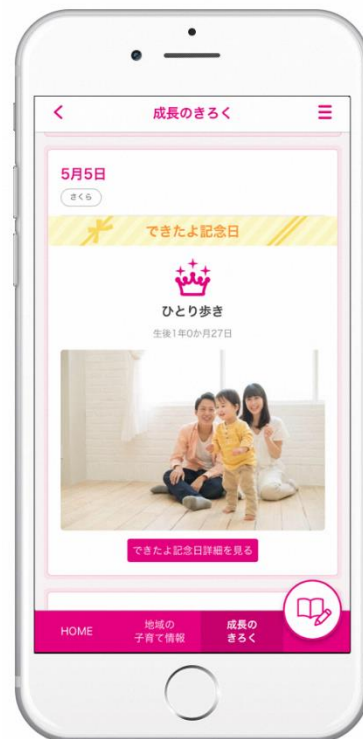 成長のきろく
5月5日
さくら
できたよ記念日
ひとり歩き
生後1年0か月27日
できたよ記念日詳細を見る
HOME
地域の
子育て情報
成長の
きろく